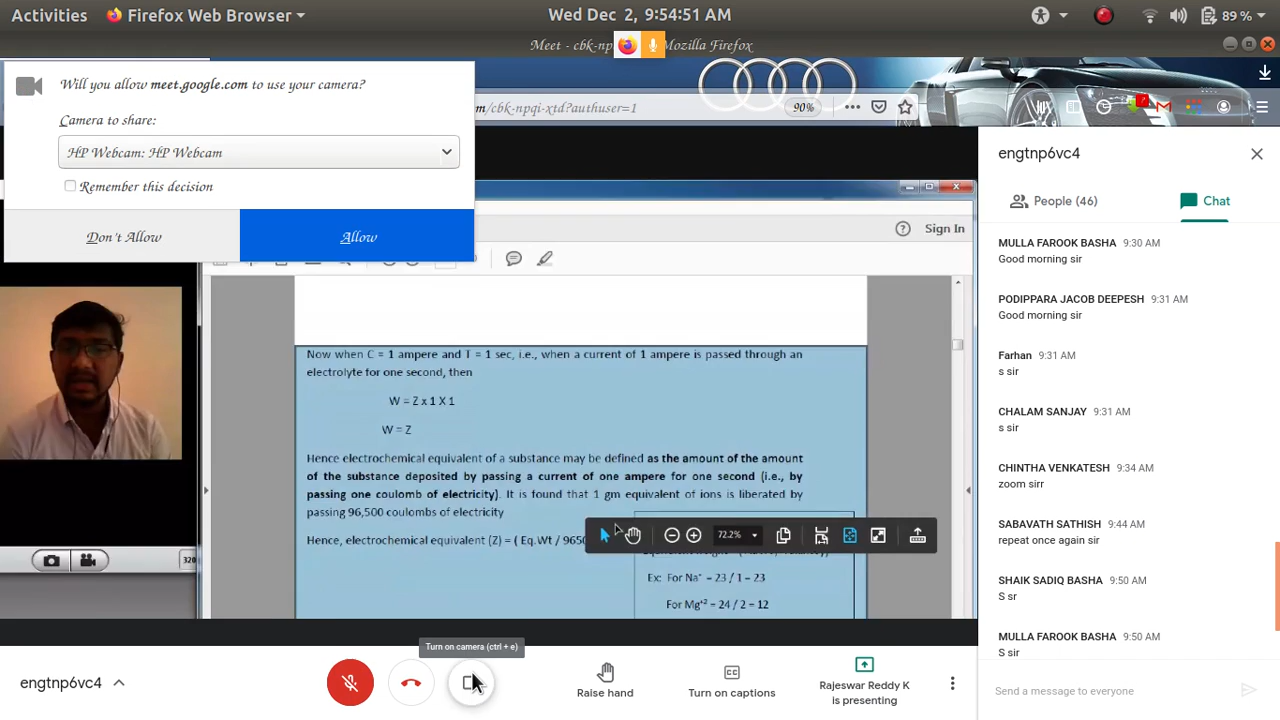 Activities Firefox Web Browser Wed Dec 2, 9:54:51 AM 89 %
Meet - cbk-np Mozilla Firefox
Will you allow meet.google.com to use your camera?
Camera to share:
HP Webcam: HP Webcam
Remember this decision
Don't Allow Allow
m/cbk-npqi-xtd?authuser=1 90%
Sign In
Now when C = 1 ampere and T = 1 sec, i.e., when a current of 1 ampere is passed through an
electrolyte for one second, then
W = Z x 1 X 1
W = Z
Hence electrochemical equivalent of a substance may be defined as the amount of the amount
of the substance deposited by passing a current of one ampere for one second (i.e., by
passing one coulomb of electricity). It is found that 1 gm equivalent of ions is liberated by
passing 96,500 coulombs of electricity
Hence, electrochemical equivalent (Z) = ( Eq.Wt / 9650
72.2%
Ex: For Na⁺ = 23 / 1 = 23
For Mg⁺² = 24 / 2 = 12
320
engtnp6vc4
People (46) Chat
MULLA FAROOK BASHA 9:30 AM
Good morning sir
PODIPPARA JACOB DEEPESH 9:31 AM
Good morning sir
Farhan 9:31 AM
s sir
CHALAM SANJAY 9:31 AM
s sir
CHINTHA VENKATESH 9:34 AM
zoom sirr
SABAVATH SATHISH 9:44 AM
repeat once again sir
SHAIK SADIQ BASHA 9:50 AM
S sr
MULLA FAROOK BASHA 9:50 AM
S sir
Send a message to everyone
Turn on camera (ctrl + e)
engtnp6vc4
Raise hand
Turn on captions
Rajeswar Reddy K
is presenting